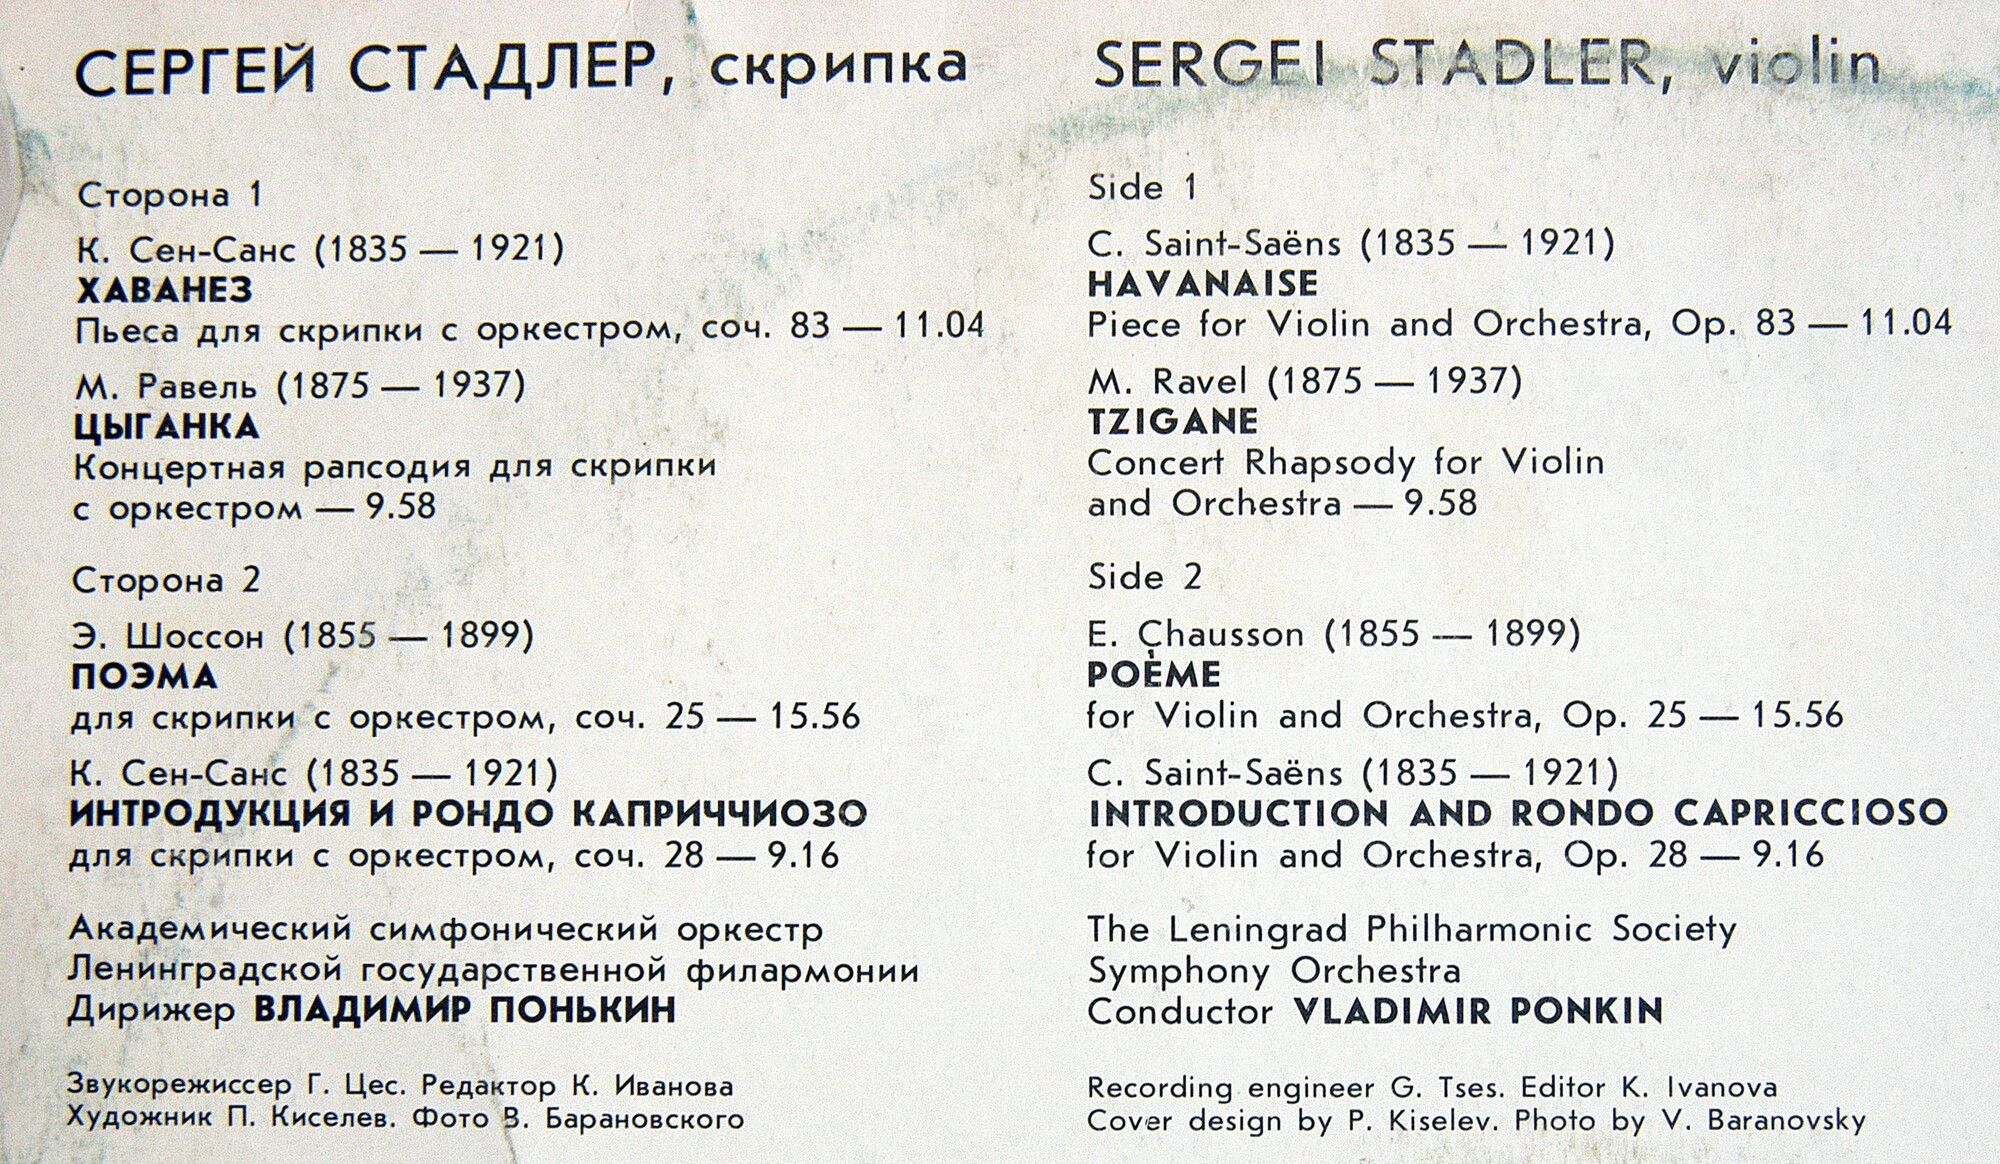 СЕРГЕЙ СТАДЛЕР, скрипка
Сторона 1
К. Сен-Санс (1835 — 1921)
ХАВАНЕЗ
Пьеса для скрипки с оркестром, соч. 83 — 11.04
М. Равель (1875 — 1937)
ЦЫГАНКА
Концертная рапсодия для скрипки
с оркестром — 9.58
Сторона 2
Э. Шоссон (1855 — 1899)
ПОЭМА
для скрипки с оркестром, соч. 25 — 15.56
К. Сен-Санс (1835 — 1921)
ИНТРОДУКЦИЯ И РОНДО КАПРИЧЧИОЗО
для скрипки с оркестром, соч. 28 — 9.16
Академический симфонический оркестр
Ленинградской государственной филармонии
Дирижер ВЛАДИМИР ПОНЬКИН
Звукорежиссер Г. Цес. Редактор К. Иванова
Художник П. Киселев. Фото В. Барановского
SERGEI STADLER, violin
Side 1
C. Saint-Saëns (1835 — 1921)
HAVANAISE
Piece for Violin and Orchestra, Op. 83 — 11.04
M. Ravel (1875 — 1937)
TZIGANE
Concert Rhapsody for Violin
and Orchestra — 9.58
Side 2
E. Chausson (1855 — 1899)
POÈME
for Violin and Orchestra, Op. 25 — 15.56
C. Saint-Saëns (1835 — 1921)
INTRODUCTION AND RONDO CAPRICCIOSO
for Violin and Orchestra, Op. 28 — 9.16
The Leningrad Philharmonic Society
Symphony Orchestra
Conductor VLADIMIR PONKIN
Recording engineer G. Tses. Editor K. Ivanova
Cover design by P. Kiselev. Photo by V. Baranovsky